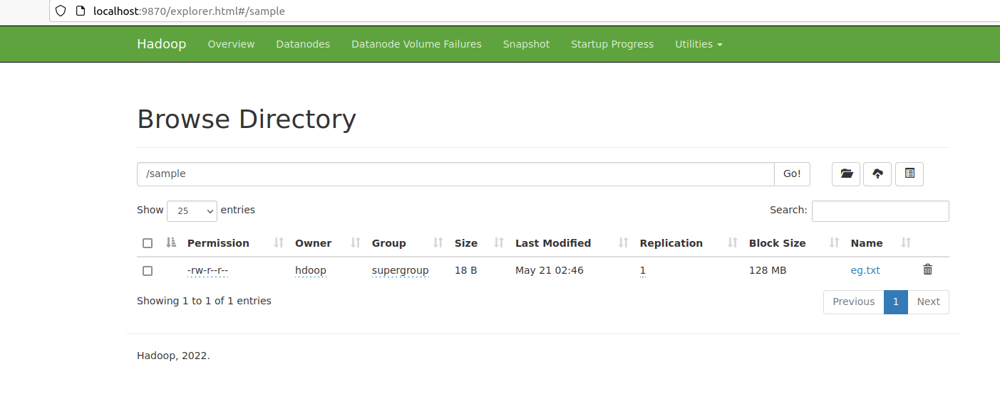 localhost:9870/explorer.html#/sample
Hadoop Overview Datanodes Datanode Volume Failures Snapshot Startup Progress Utilities
Browse Directory
/sample Go!
Show 25 entries Search:
Permission Owner Group Size Last Modified Replication Block Size Name
-rw-r--r-- hdoop supergroup 18 B May 21 02:46 1 128 MB eg.txt
Showing 1 to 1 of 1 entries Previous 1 Next
Hadoop, 2022.